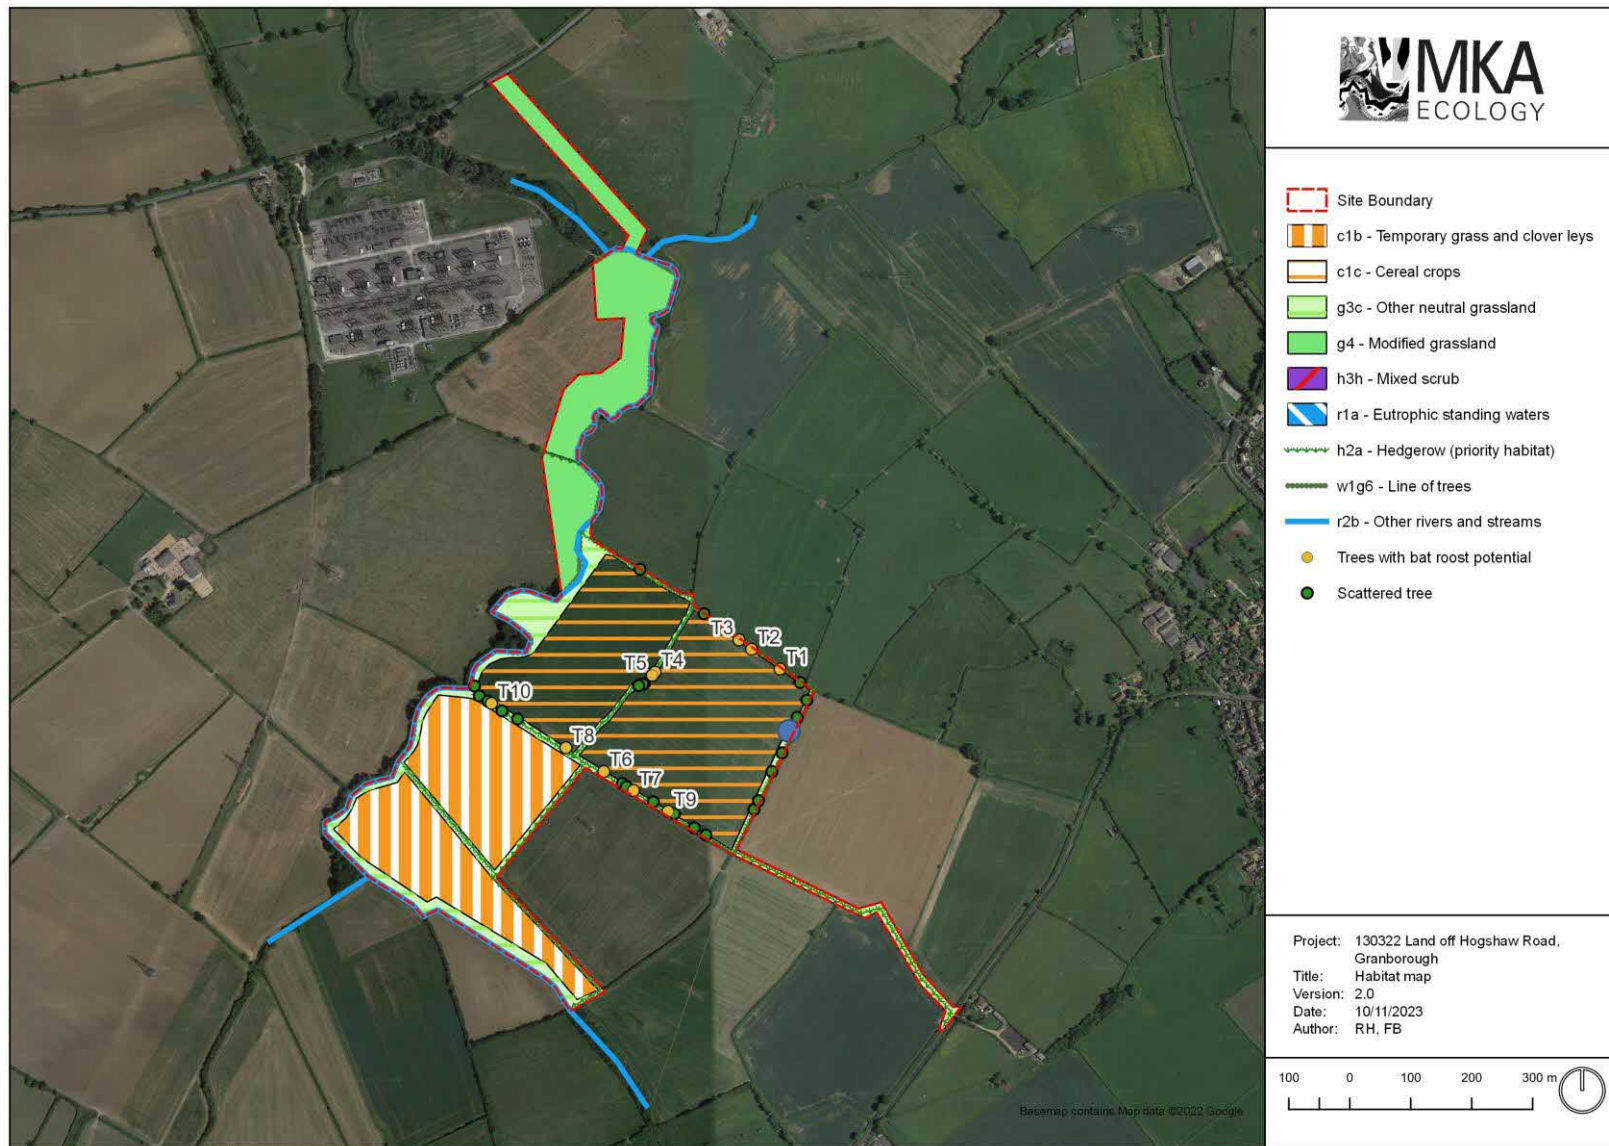 MKA
ECOLOGY
Site Boundary
c1b - Temporary grass and clover leys
c1c - Cereal crops
g3c - Other neutral grassland
g4 - Modified grassland
h3h - Mixed scrub
r1a - Eutrophic standing waters
h2a - Hedgerow (priority habitat)
w1g6 - Line of trees
r2b - Other rivers and streams
Trees with bat roost potential
Scattered tree
T3
T2
T1
T5
T4
T10
T8
T6
T7
T9
Project: 130322 Land off Hogshaw Road,
Granborough
Title: Habitat map
Version: 2.0
Date: 10/11/2023
Author: RH, FB
100 0 100 200 300 m
Basemap contains Map data ©2022 Google